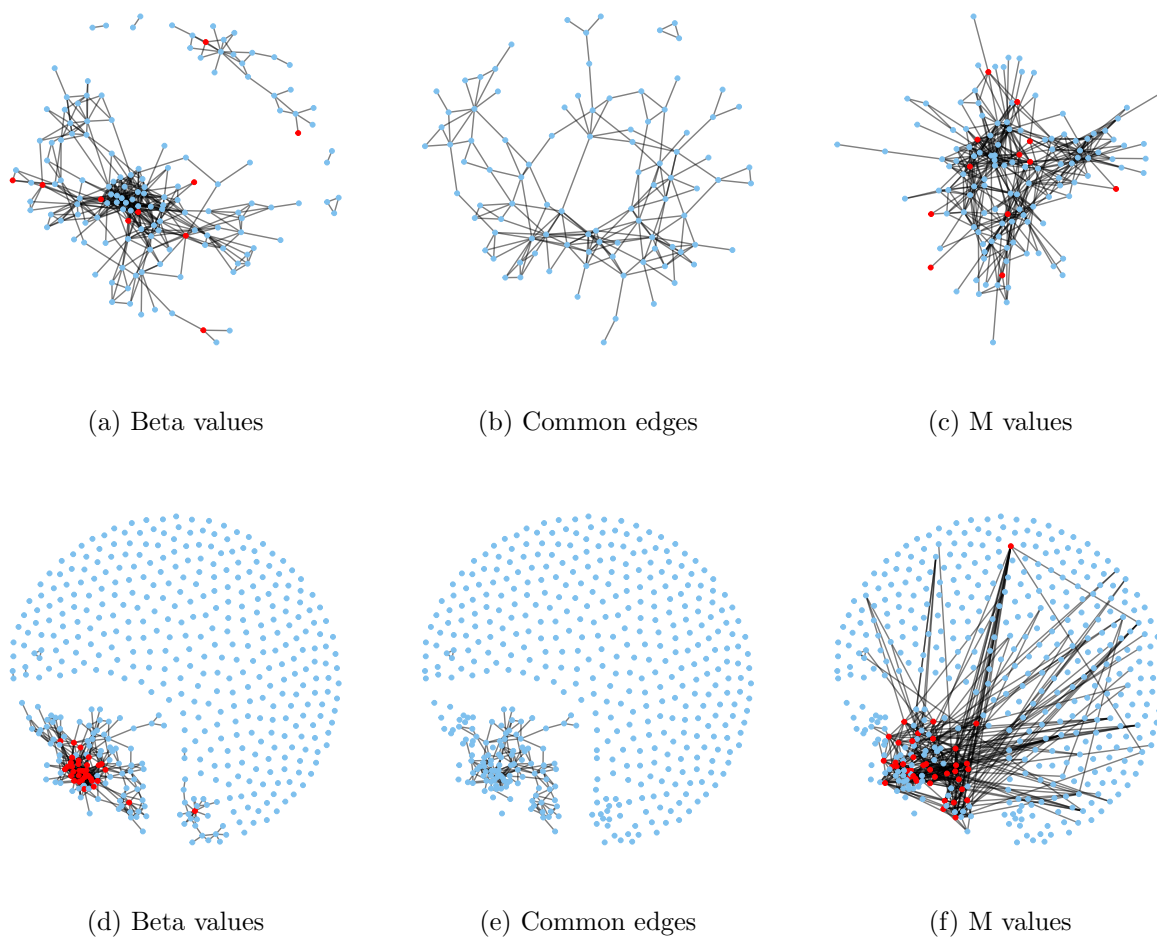 (a) Beta values
(b) Common edges
(c) M values
(d) Beta values
(e) Common edges
(f) M values